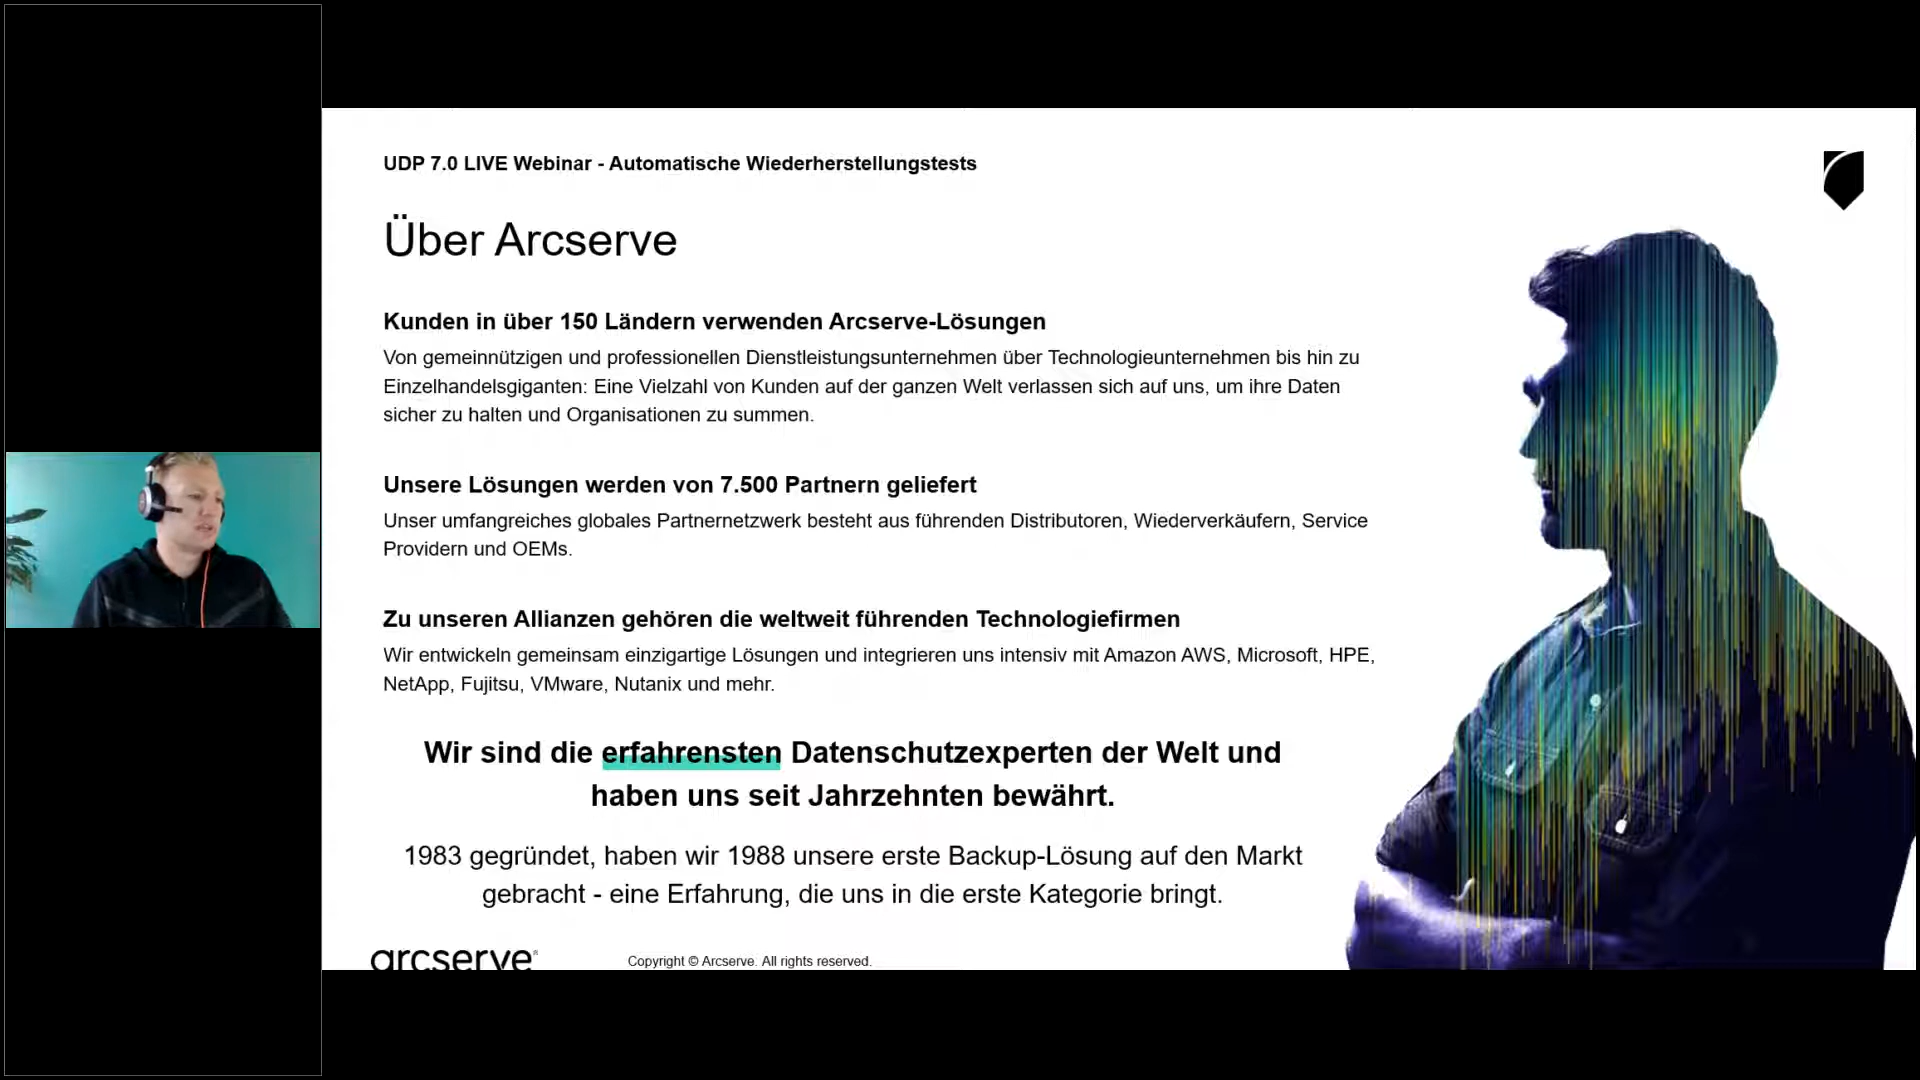 UDP 7.0 LIVE Webinar - Automatische Wiederherstellungstests
Über Arcserve
Kunden in über 150 Ländern verwenden Arcserve-Lösungen
Von gemeinnützigen und professionellen Dienstleistungsunternehmen über Technologieunternehmen bis hin zu
Einzelhandelsgiganten: Eine Vielzahl von Kunden auf der ganzen Welt verlassen sich auf uns, um ihre Daten
sicher zu halten und Organisationen zu summen.
Unsere Lösungen werden von 7.500 Partnern geliefert
Unser umfangreiches globales Partnernetzwerk besteht aus führenden Distributoren, Wiederverkäufern, Service
Providern und OEMs.
Zu unseren Allianzen gehören die weltweit führenden Technologiefirmen
Wir entwickeln gemeinsam einzigartige Lösungen und integrieren uns intensiv mit Amazon AWS, Microsoft, HPE,
NetApp, Fujitsu, VMware, Nutanix und mehr.
Wir sind die erfahrensten Datenschutzexperten der Welt und
haben uns seit Jahrzehnten bewährt.
1983 gegründet, haben wir 1988 unsere erste Backup-Lösung auf den Markt
gebracht - eine Erfahrung, die uns in die erste Kategorie bringt.
arcserve®
Copyright © Arcserve. All rights reserved.